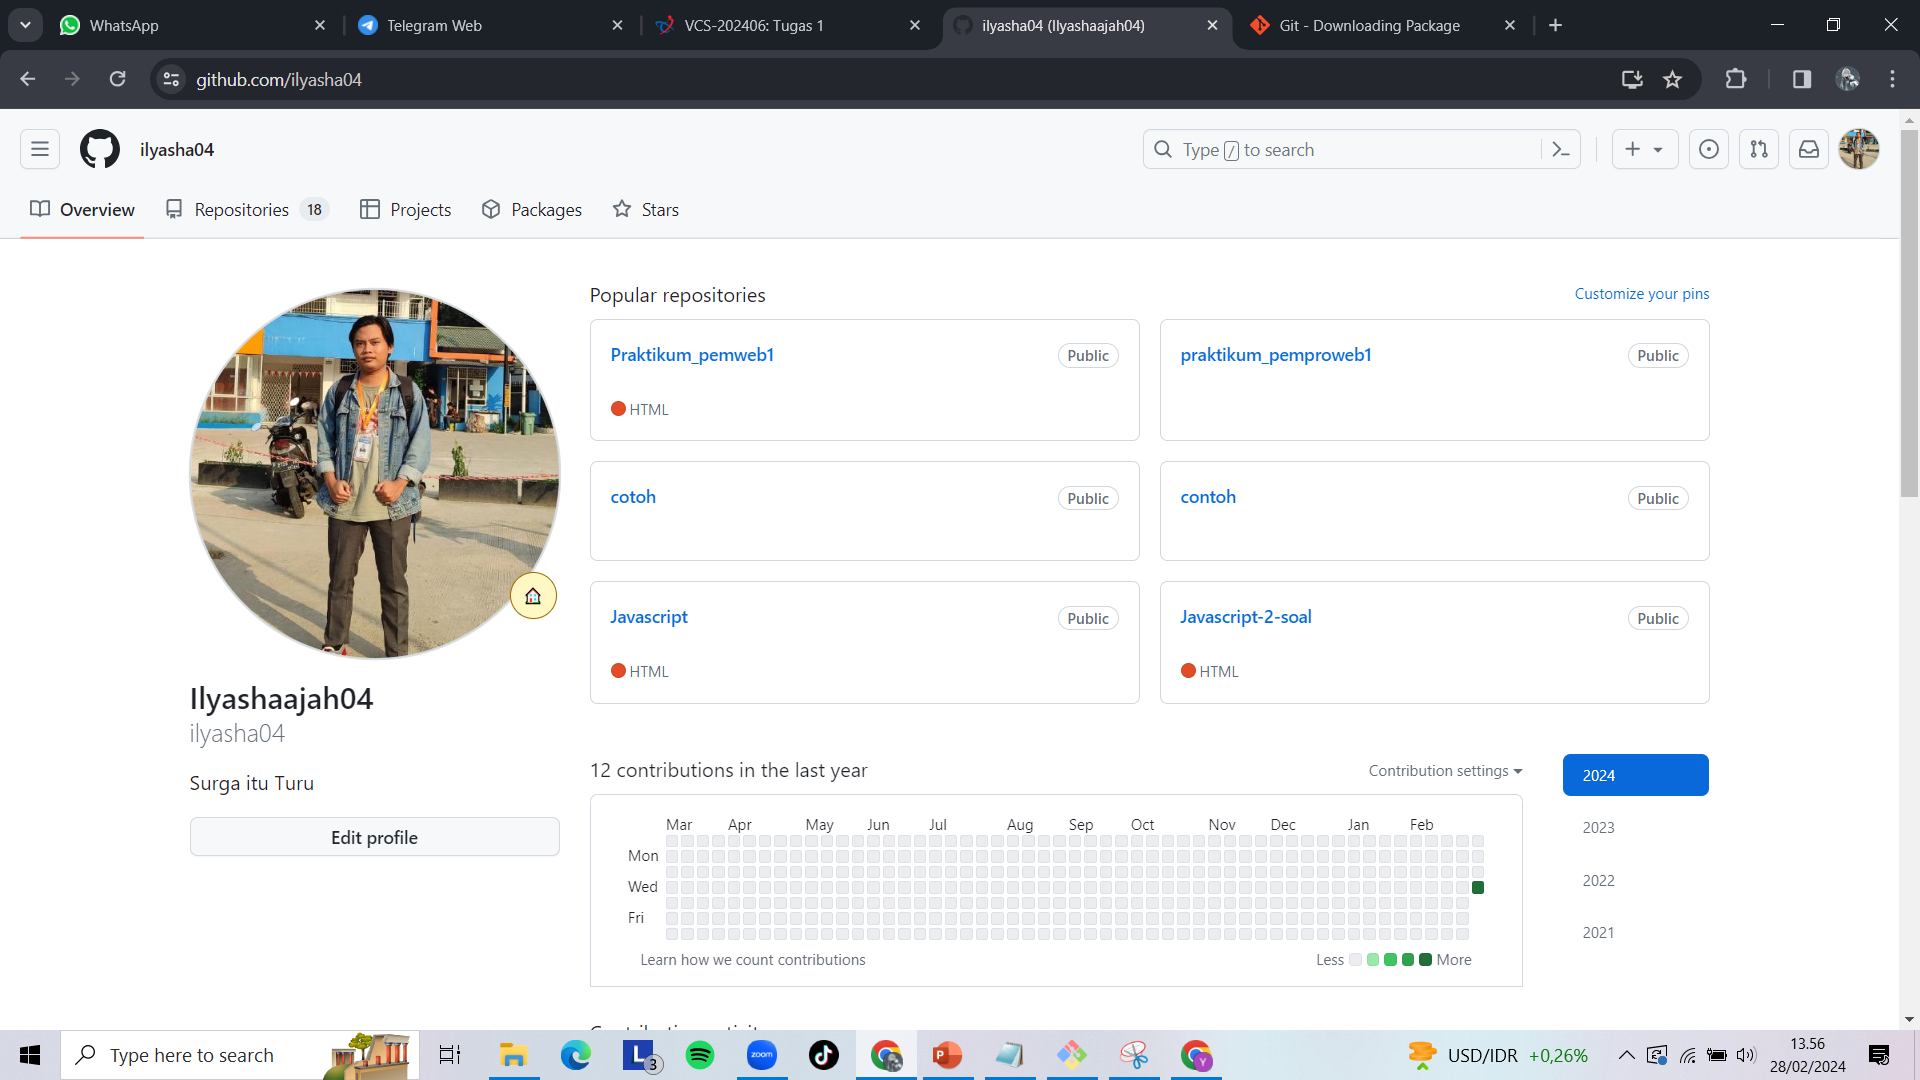 WhatsApp
Telegram Web
VCS-202406: Tugas 1
ilyasha04 (Ilyashaajah04)
Git - Downloading Package
github.com/ilyasha04
ilyasha04
Type / to search
Overview
Repositories 18
Projects
Packages
Stars
Popular repositories
Customize your pins
Praktikum_pemweb1
Public
HTML
praktikum_pemproweb1
Public
cotoh
Public
contoh
Public
Javascript
Public
HTML
Javascript-2-soal
Public
HTML
Ilyashaajah04
ilyasha04
Surga itu Turu
Edit profile
12 contributions in the last year
Contribution settings
2024
2023
2022
2021
Mar Apr May Jun Jul Aug Sep Oct Nov Dec Jan Feb
Mon
Wed
Fri
Learn how we count contributions
Less
More
Type here to search
3
zoom
USD/IDR +0,26%
13.56
28/02/2024